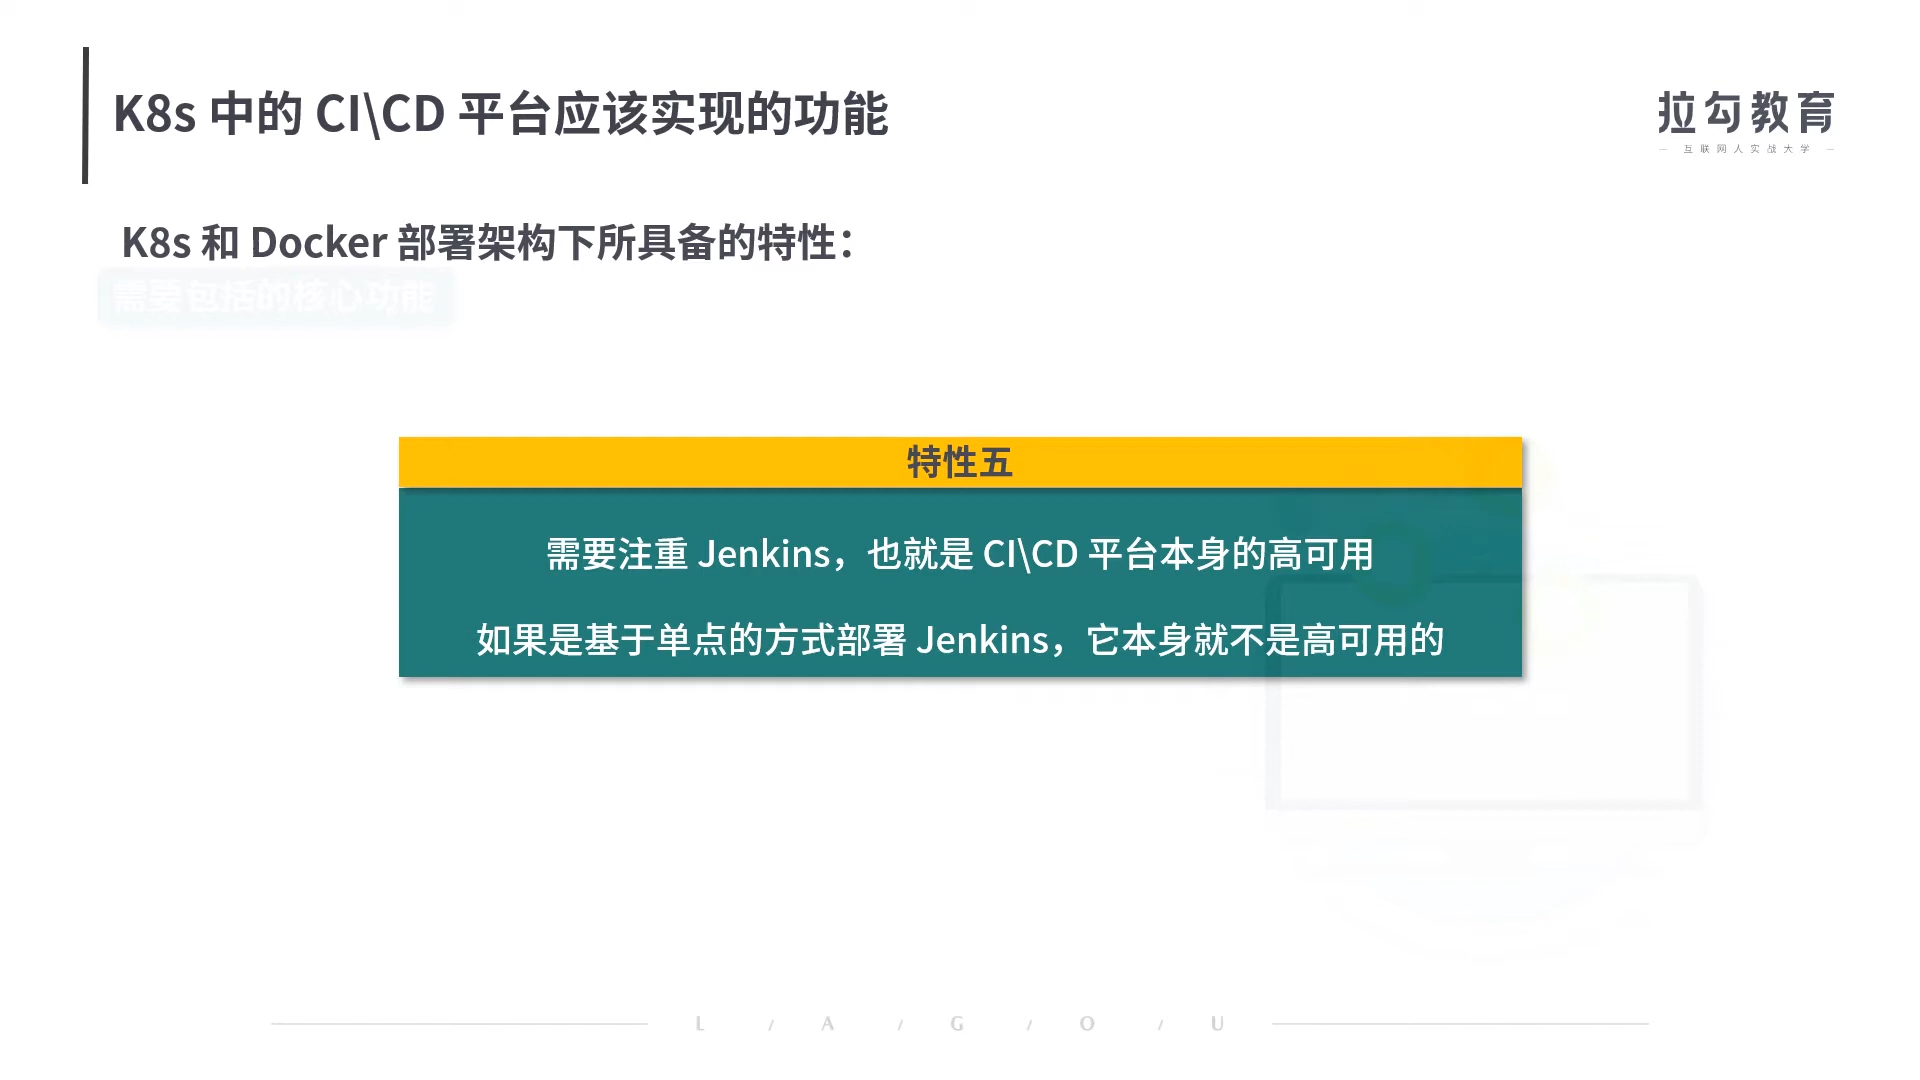 K8s 中的 CI\CD 平台应该实现的功能
拉勾教育
— 互联网人实战大学 —
K8s 和 Docker 部署架构下所具备的特性：
需要包括的核心功能
特性五
需要注重 Jenkins，也就是 CI\CD 平台本身的高可用
如果是基于单点的方式部署 Jenkins，它本身就不是高可用的
L / A / G / O / U